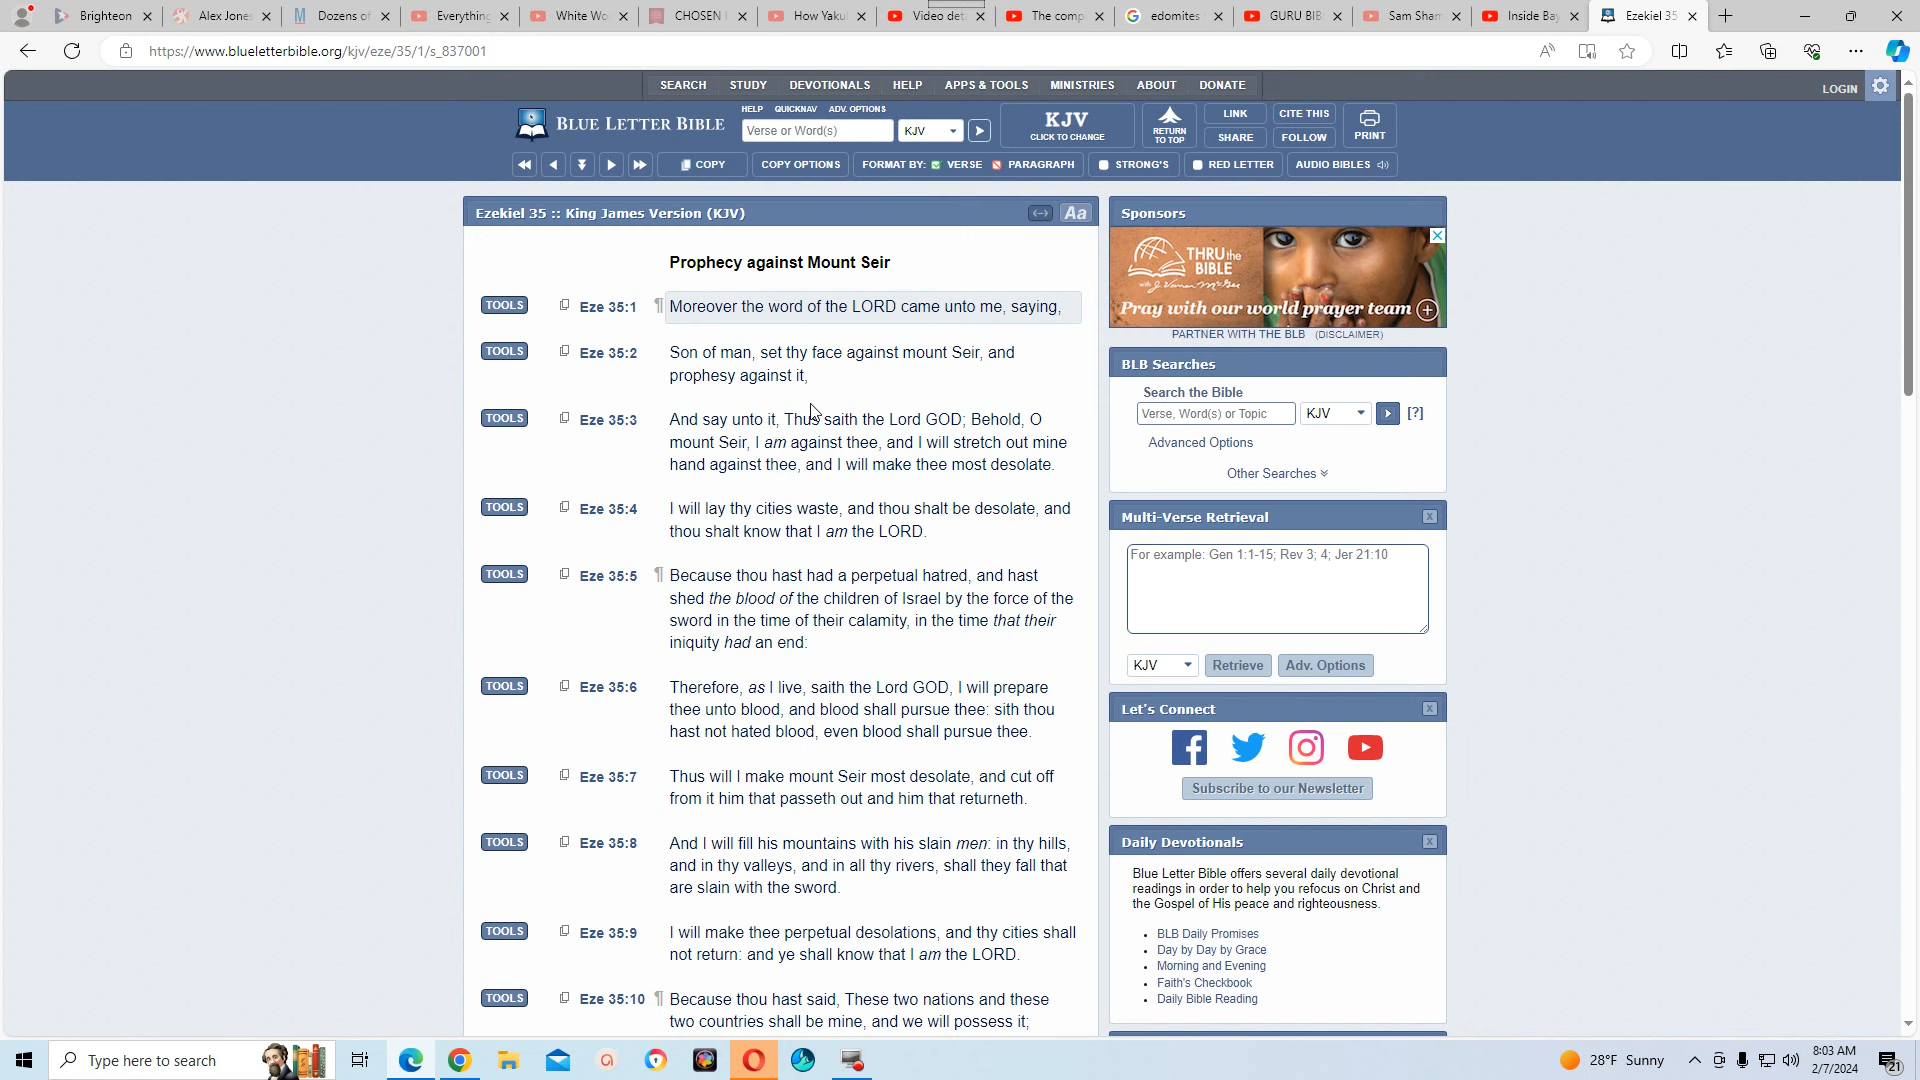 Brighteon
Alex Jones
Dozens of
Everything
White Wo
CHOSEN
How Yaku
Video det
The comp
edomites
GURU BIB
Sam Sham
Inside Bay
Ezekiel 35
https://www.blueletterbible.org/kjv/eze/35/1/s_837001
SEARCH STUDY DEVOTIONALS HELP APPS & TOOLS MINISTRIES ABOUT DONATE
LOGIN
BLUE LETTER BIBLE
HELP QUICKNAV ADV. OPTIONS
Verse or Word(s)
KJV
KJV
CLICK TO CHANGE
RETURN
TO TOP
LINK
CITE THIS
SHARE
FOLLOW
PRINT
COPY
COPY OPTIONS
FORMAT BY: VERSE PARAGRAPH
STRONG'S
RED LETTER
AUDIO BIBLES
Ezekiel 35 :: King James Version (KJV)
Aa
Prophecy against Mount Seir
TOOLS Eze 35:1 ¶ Moreover the word of the LORD came unto me, saying,
TOOLS Eze 35:2 Son of man, set thy face against mount Seir, and
prophesy against it,
TOOLS Eze 35:3 And say unto it, Thus saith the Lord GOD; Behold, O
mount Seir, I am against thee, and I will stretch out mine
hand against thee, and I will make thee most desolate.
TOOLS Eze 35:4 I will lay thy cities waste, and thou shalt be desolate, and
thou shalt know that I am the LORD.
TOOLS Eze 35:5 ¶ Because thou hast had a perpetual hatred, and hast
shed the blood of the children of Israel by the force of the
sword in the time of their calamity, in the time that their
iniquity had an end:
TOOLS Eze 35:6 Therefore, as I live, saith the Lord GOD, I will prepare
thee unto blood, and blood shall pursue thee: sith thou
hast not hated blood, even blood shall pursue thee.
TOOLS Eze 35:7 Thus will I make mount Seir most desolate, and cut off
from it him that passeth out and him that returneth.
TOOLS Eze 35:8 And I will fill his mountains with his slain men: in thy hills,
and in thy valleys, and in all thy rivers, shall they fall that
are slain with the sword.
TOOLS Eze 35:9 I will make thee perpetual desolations, and thy cities shall
not return: and ye shall know that I am the LORD.
TOOLS Eze 35:10 ¶ Because thou hast said, These two nations and these
two countries shall be mine, and we will possess it;
Sponsors
THRU the
BIBLE
with J. Vernon McGee
Pray with our world prayer team
PARTNER WITH THE BLB (DISCLAIMER)
BLB Searches
Search the Bible
Verse, Word(s) or Topic
KJV
[?]
Advanced Options
Other Searches
Multi-Verse Retrieval
For example: Gen 1:1-15; Rev 3; 4; Jer 21:10
KJV
Retrieve
Adv. Options
Let's Connect
Subscribe to our Newsletter
Daily Devotionals
Blue Letter Bible offers several daily devotional
readings in order to help you refocus on Christ and
the Gospel of His peace and righteousness.
BLB Daily Promises
Day by Day by Grace
Morning and Evening
Faith's Checkbook
Daily Bible Reading
Type here to search
28°F Sunny
8:03 AM
2/7/2024
21